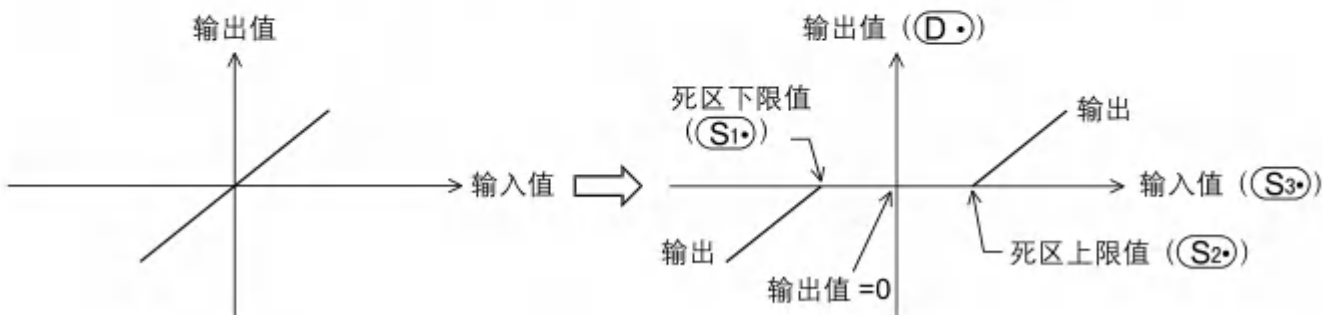 输出值
输入值
输出值 (D·)
死区下限值
(S1·)
输出
输入值 (S3·)
输出
死区上限值 (S2·)
输出值 =0